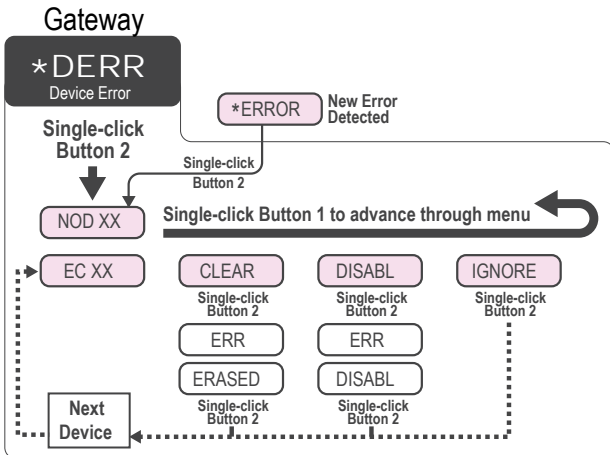 Gateway
*DERR
Device Error
*ERROR
New Error
Detected
Single-click
Button 2
Single-click
Button 2
NOD XX
Single-click Button 1 to advance through menu
EC XX
CLEAR
DISABL
IGNORE
Single-click
Button 2
Single-click
Button 2
Single-click
Button 2
ERR
ERR
ERASED
DISABL
Single-click
Button 2
Single-click
Button 2
Next
Device